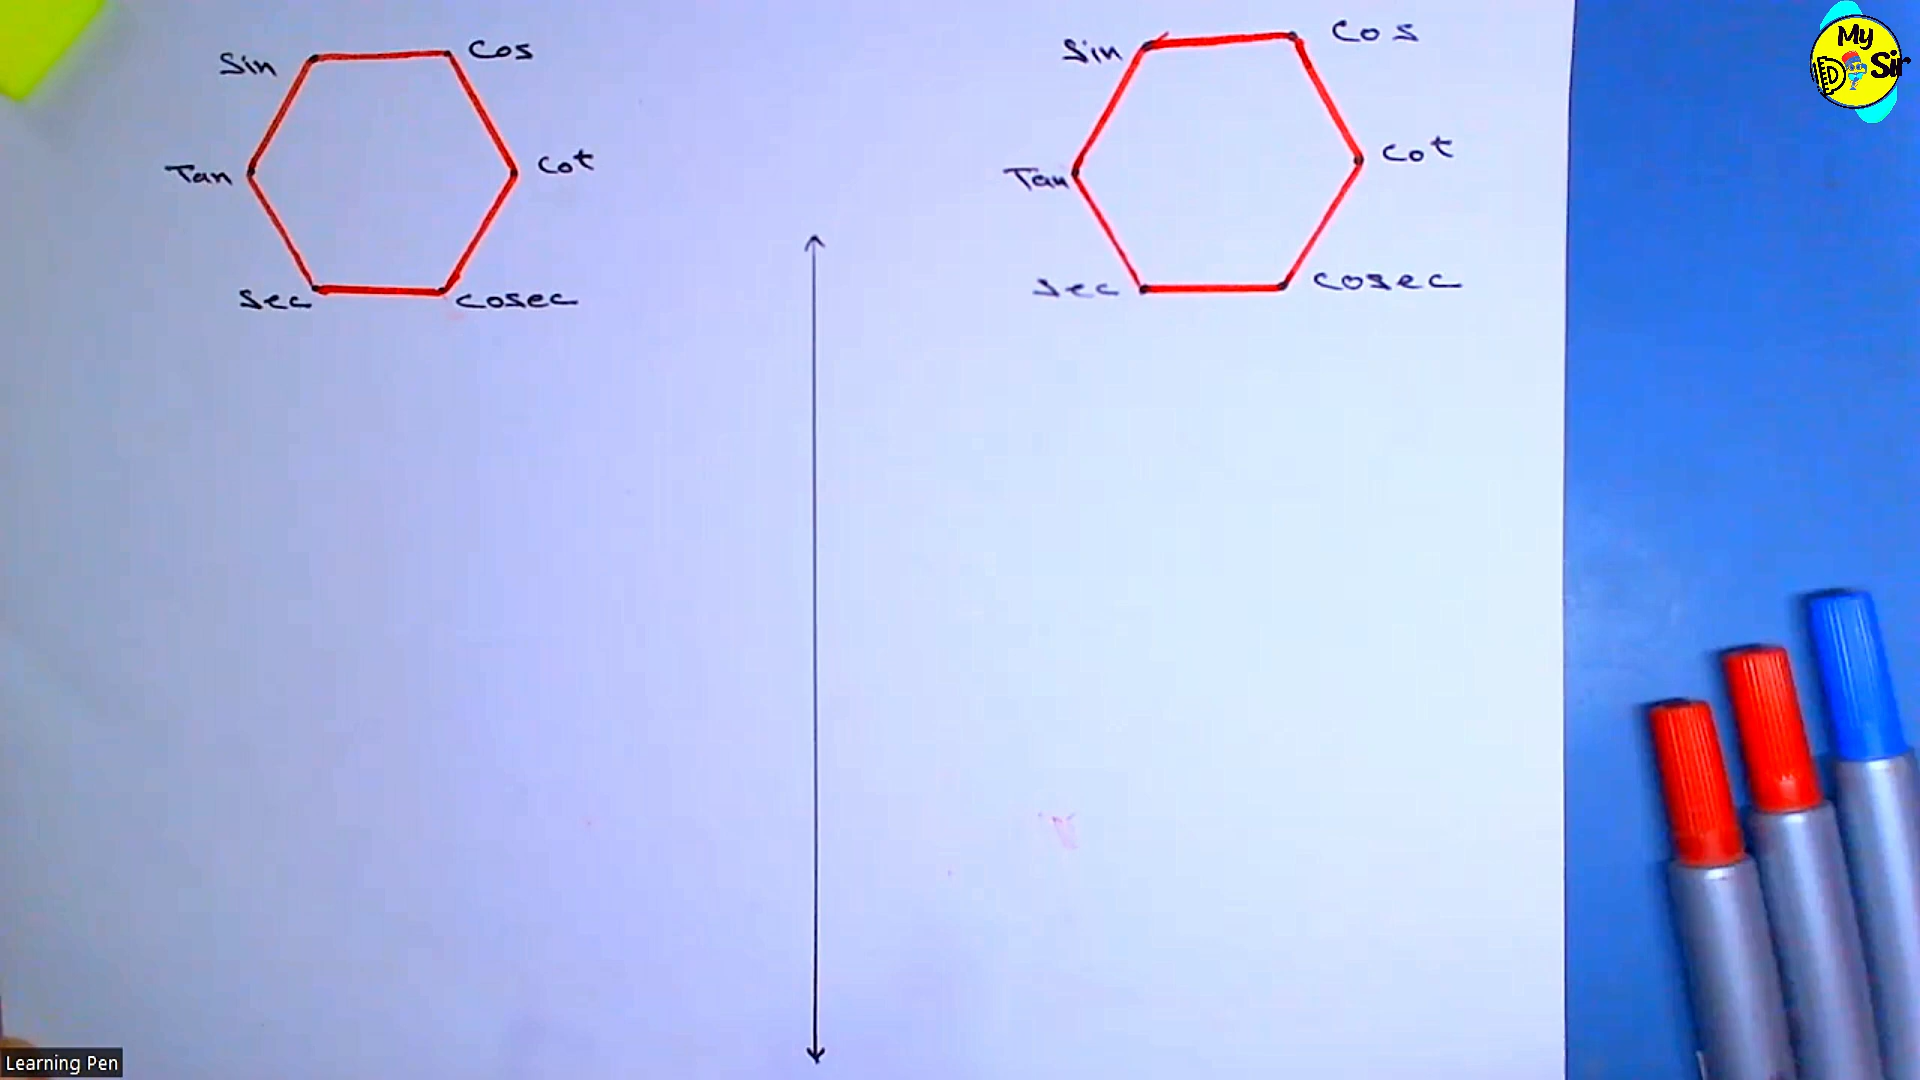 Sin
Cos
Tan
Cot
Sec
Cosec
Sin
Cos
Tan
Cot
Sec
Cosec
My
D Sir
Learning Pen